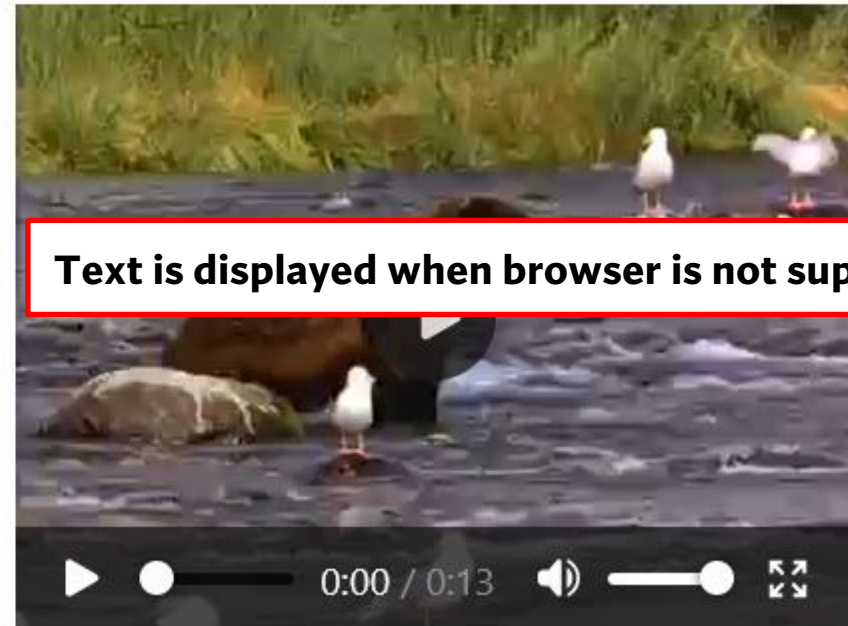 Text is displayed when browser is not sup
0:00 / 0:13